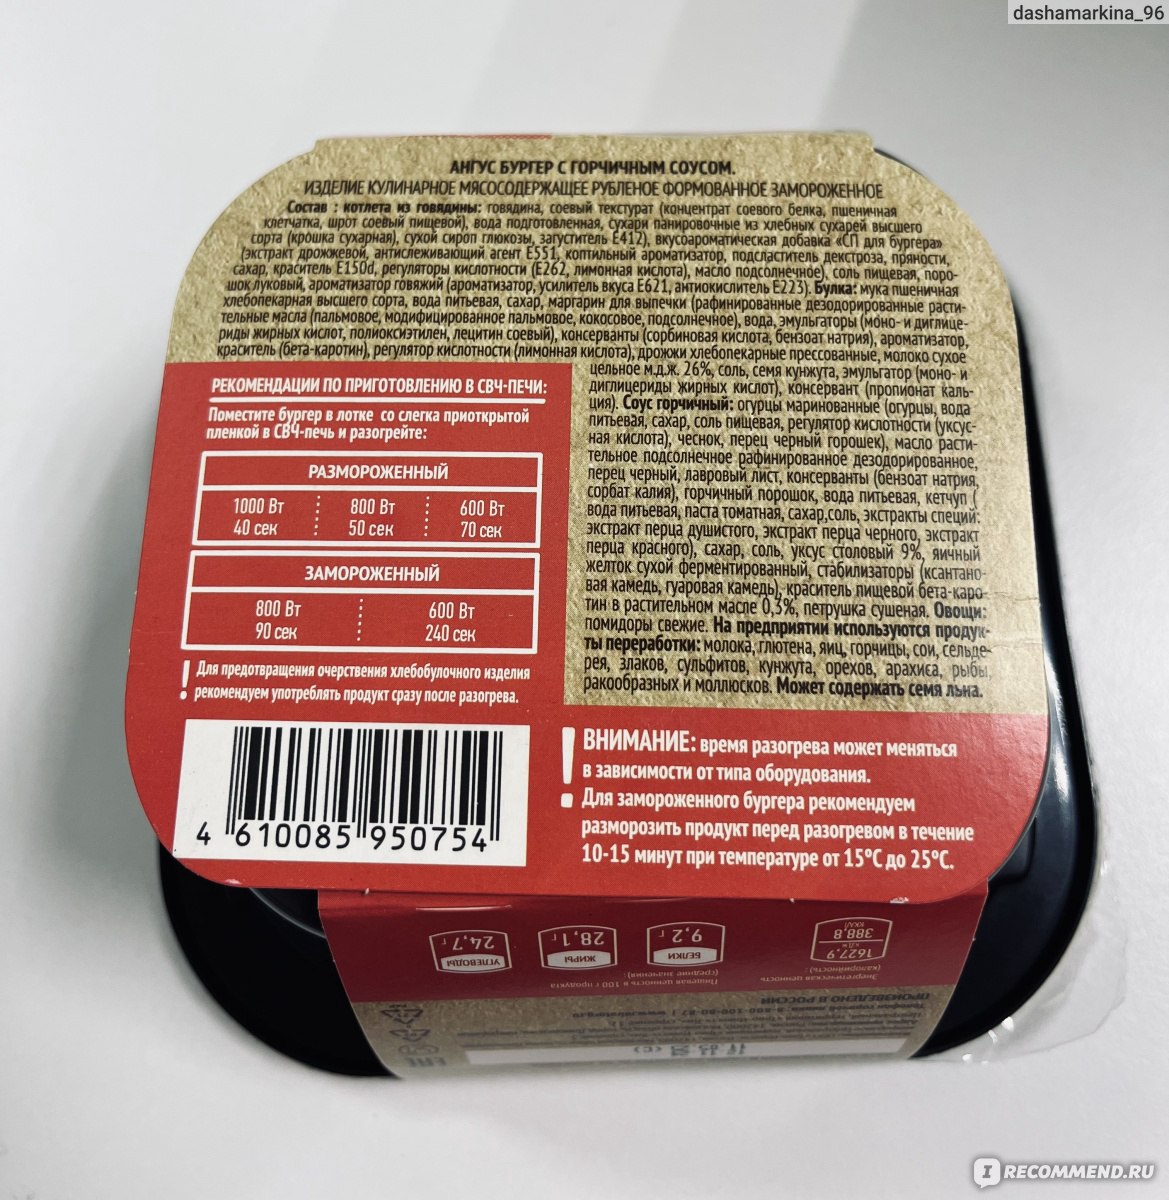 dashamarkina_96
АНГУС БУРГЕР С ГОРЧИЧНЫМ СОУСОМ.
ИЗДЕЛИЕ КУЛИНАРНОЕ МЯСОСОДЕРЖАЩЕЕ РУБЛЕНОЕ ФОРМОВАННОЕ ЗАМОРОЖЕННОЕ
Состав : котлета из говядины: говядина, соевый текстурат (концентрат соевого белка, пшеничная
клетчатка, шрот соевый пищевой), вода подготовленная, сухари панировочные из хлебных сухарей высшего
сорта (крошка сухарная), сухой сироп глюкозы, загуститель Е412), вкусоароматическая добавка «СП для бургера»
(экстракт дрожжевой, антислеживающий агент Е551, коптильный ароматизатор, подсластитель декстроза, пряности,
сахар, краситель Е150d, регуляторы кислотности (Е262, лимонная кислота), масло подсолнечное), соль пищевая, поро-
шок луковый, ароматизатор говяжий (ароматизатор, усилитель вкуса Е621, антиокислитель Е223). Булка: мука пшеничная
хлебопекарная высшего сорта, вода питьевая, сахар, маргарин для выпечки (рафинированные дезодорированные расти-
тельные масла (пальмовое, модифицированное пальмовое, кокосовое, подсолнечное), вода, эмульгаторы (моно- и диглице-
риды жирных кислот, полиоксиэтилен, лецитин соевый), консерванты (сорбиновая кислота, бензоат натрия), ароматизатор,
краситель (бета-каротин), регулятор кислотности (лимонная кислота), дрожжи хлебопекарные прессованные, молоко сухое
цельное м.д.ж. 26%, соль, семя кунжута, эмульгатор (моно- и
диглицериды жирных кислот), консервант (пропионат каль-
ция). Соус горчичный: огурцы маринованные (огурцы, вода
питьевая, сахар, соль пищевая, регулятор кислотности (уксус-
ная кислота), чеснок, перец черный горошек), масло расти-
тельное подсолнечное рафинированное дезодорированное,
перец черный, лавровый лист, консерванты (бензоат натрия,
сорбат калия), горчичный порошок, вода питьевая, кетчуп (
вода питьевая, паста томатная, сахар,соль, экстракты специй:
экстракт перца душистого, экстракт перца черного, экстракт
перца красного), сахар, соль, уксус столовый 9%, яичный
желток сухой ферментированный, стабилизаторы (ксантано-
вая камедь, гуаровая камедь), краситель пищевой бета-каро-
тин в растительном масле 0,3%, петрушка сушеная. Овощи:
помидоры свежие. На предприятии используются продук-
ты переработки: молока, глютена, яиц, горчицы, сои, сельде-
рея, злаков, сульфитов, кунжута, орехов, арахиса, рыбы,
ракообразных и моллюсков. Может содержать семя льна.
РЕКОМЕНДАЦИИ ПО ПРИГОТОВЛЕНИЮ В СВЧ-ПЕЧИ:
Поместите бургер в лотке со слегка приоткрытой
пленкой в СВЧ-печь и разогрейте:
РАЗМОРОЖЕННЫЙ
1000 Вт 800 Вт 600 Вт
40 сек 50 сек 70 сек
ЗАМОРОЖЕННЫЙ
800 Вт 600 Вт
90 сек 240 сек
! Для предотвращения очерствения хлебобулочного изделия
рекомендуем употреблять продукт сразу после разогрева.
4 610085 950754
! ВНИМАНИЕ: время разогрева может меняться
в зависимости от типа оборудования.
Для замороженного бургера рекомендуем
разморозить продукт перед разогревом в течение
10-15 минут при температуре от 15°С до 25°С.
Энергетическая ценность
(калорийность):
1627,9 кДж
388,8 ККАЛ
Пищевая ценность в 100 г продукта
(средние значения):
БЕЛКИ 9,2 г
ЖИРЫ 28,1 г
УГЛЕВОДЫ 24,7 г
ПРОИЗВЕДЕНО В РОССИИ
EAC
IRECOMMEND.RU